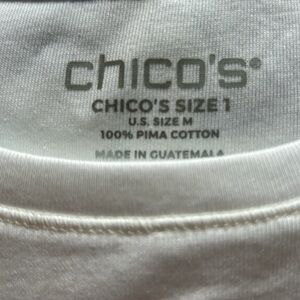 chico's®
CHICO'S SIZE 1
U.S. SIZE M
100% PIMA COTTON
MADE IN GUATEMALA